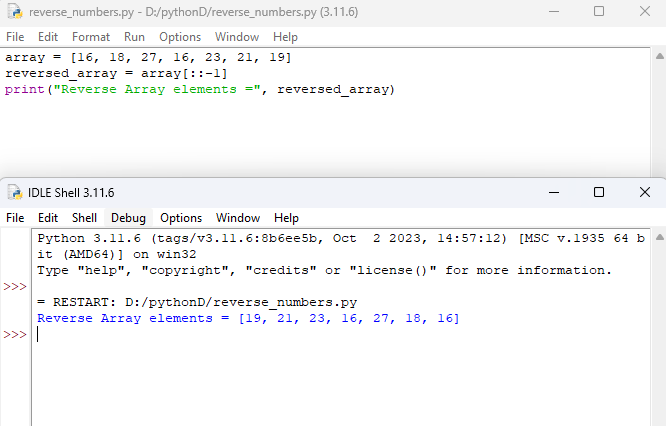 reverse_numbers.py - D:/pythonD/reverse_numbers.py (3.11.6)
File Edit Format Run Options Window Help
array = [16, 18, 27, 16, 23, 21, 19]
reversed_array = array[::-1]
print("Reverse Array elements =", reversed_array)
IDLE Shell 3.11.6
File Edit Shell Debug Options Window Help
Python 3.11.6 (tags/v3.11.6:8b6ee5b, Oct  2 2023, 14:57:12) [MSC v.1935 64 b
it (AMD64)] on win32
Type "help", "copyright", "credits" or "license()" for more information.
>>>
= RESTART: D:/pythonD/reverse_numbers.py
Reverse Array elements = [19, 21, 23, 16, 27, 18, 16]
>>>